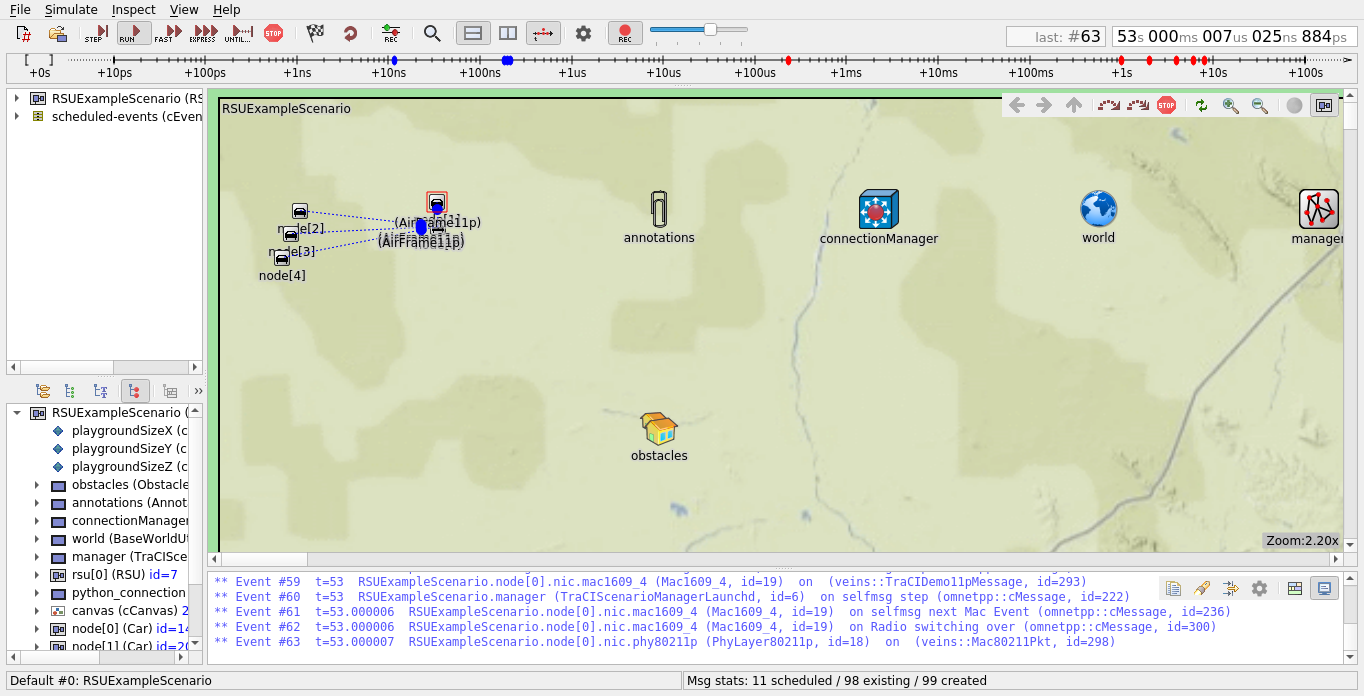 File Simulate Inspect View Help
STEP RUN FAST EXPRESS UNTIL... STOP REC REC
last: #63 53s 000ms 007us 025ns 884ps
+0s +10ps +100ps +1ns +10ns +100ns +1us +10us +100us +1ms +10ms +100ms +1s +10s +100s
RSUExampleScenario (RS
scheduled-events (cEven
RSUExampleScenario
STOP
node[2]
node[3]
node[4]
(AirFrame11p)
(AirFrame11p)
annotations
connectionManager
world
manager
obstacles
Zoom:2.20x
RSUExampleScenario (
playgroundSizeX (c
playgroundSizeY (c
playgroundSizeZ (c
obstacles (Obstacle
annotations (Annot
connectionManager
world (BaseWorldUt
manager (TraCISce
rsu[0] (RSU) id=7
python_connection
canvas (cCanvas) 2
node[0] (Car) id=14
node[1] (Car) id=20
** Event #59 t=53 RSUExampleScenario.node[0].nic.mac1609_4 (Mac1609_4, id=19) on (veins::TraCIDemo11pMessage, id=293)
** Event #60 t=53 RSUExampleScenario.manager (TraCIScenarioManagerLaunchd, id=6) on selfmsg step (omnetpp::cMessage, id=222)
** Event #61 t=53.000006 RSUExampleScenario.node[0].nic.mac1609_4 (Mac1609_4, id=19) on selfmsg next Mac Event (omnetpp::cMessage, id=236)
** Event #62 t=53.000006 RSUExampleScenario.node[0].nic.mac1609_4 (Mac1609_4, id=19) on Radio switching over (omnetpp::cMessage, id=300)
** Event #63 t=53.000007 RSUExampleScenario.node[0].nic.phy80211p (PhyLayer80211p, id=18) on (veins::Mac80211Pkt, id=298)
Default #0: RSUExampleScenario
Msg stats: 11 scheduled / 98 existing / 99 created